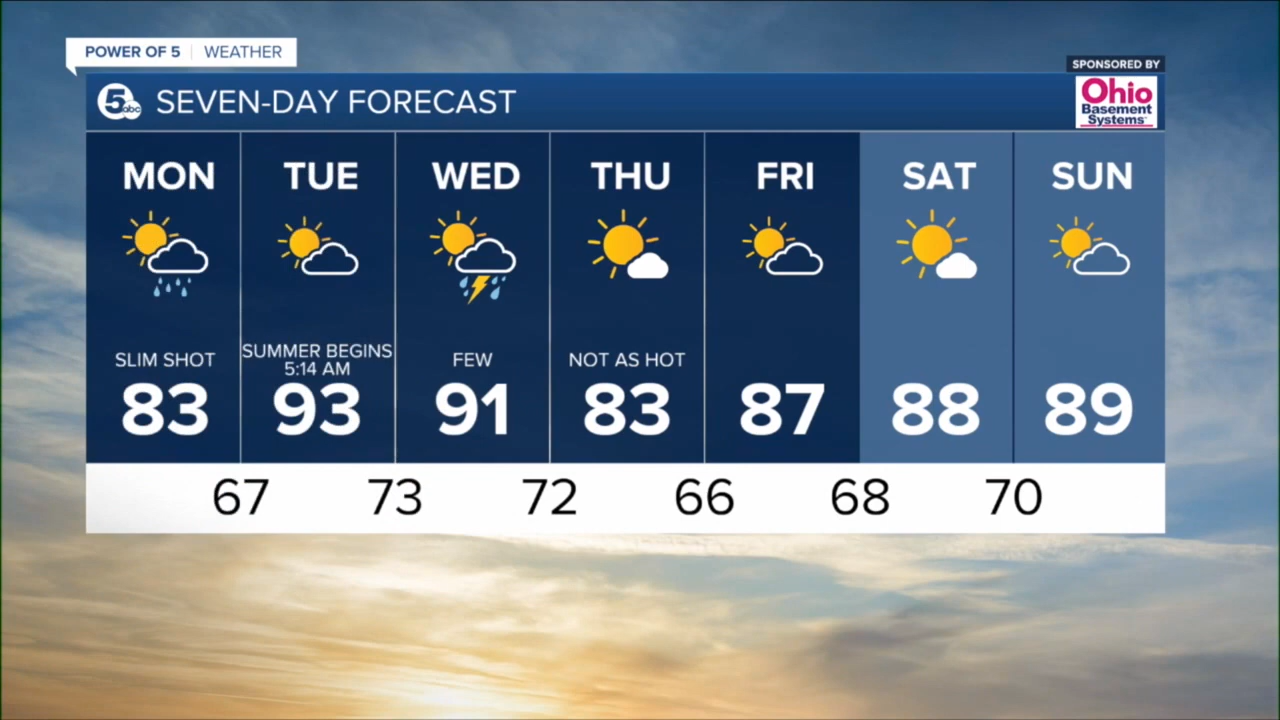 POWER OF 5 | WEATHER
SPONSORED BY
5abc SEVEN-DAY FORECAST
Ohio
Basement
Systems
MON TUE WED THU FRI SAT SUN
SLIM SHOT SUMMER BEGINS 5:14 AM FEW NOT AS HOT
83 93 91 83 87 88 89
67 73 72 66 68 70